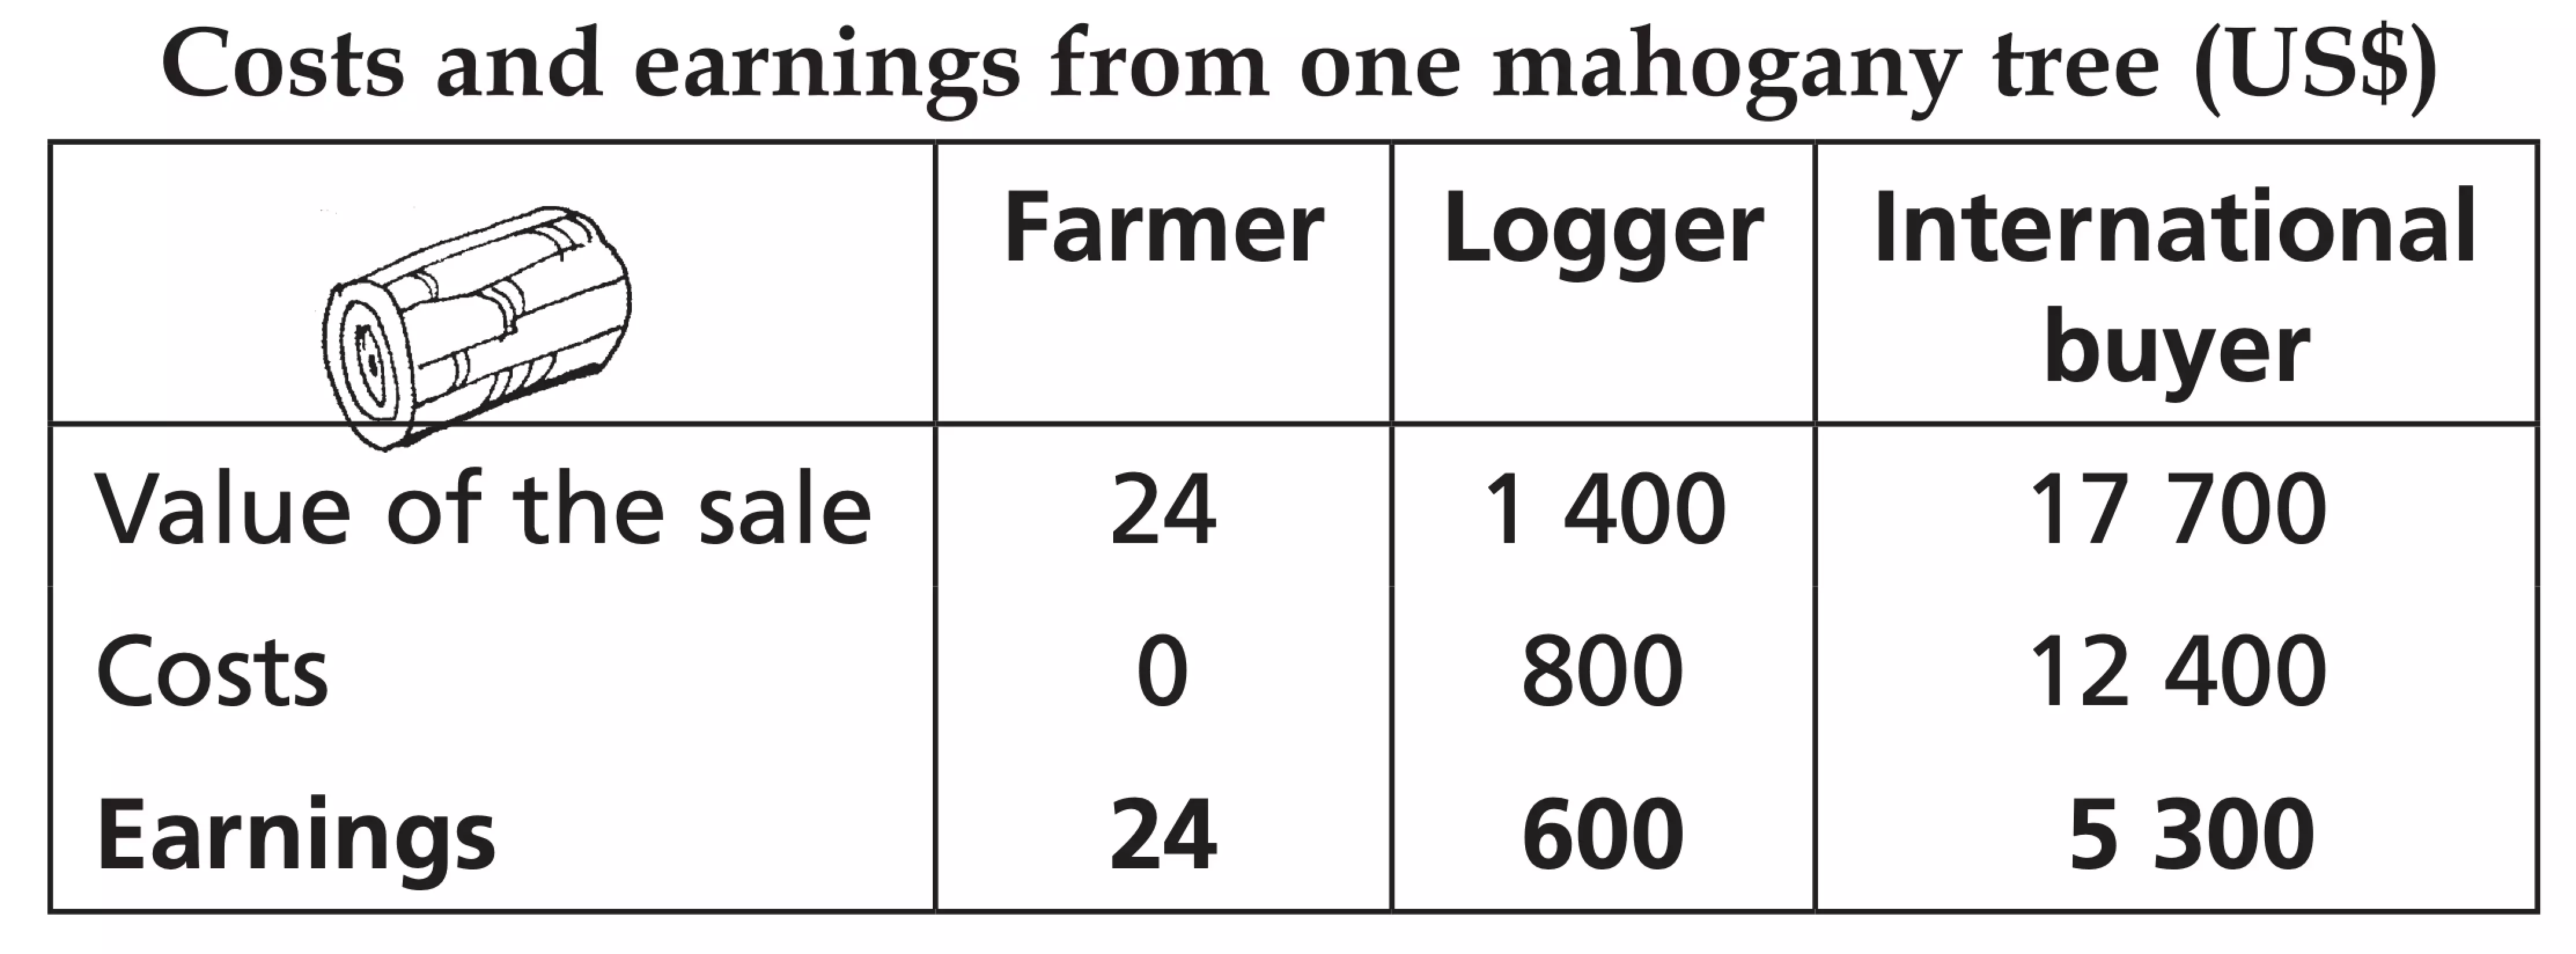 Costs and earnings from one mahogany tree (US$)
Farmer Logger International
buyer
Value of the sale 24 1 400 17 700
Costs 0 800 12 400
Earnings 24 600 5 300